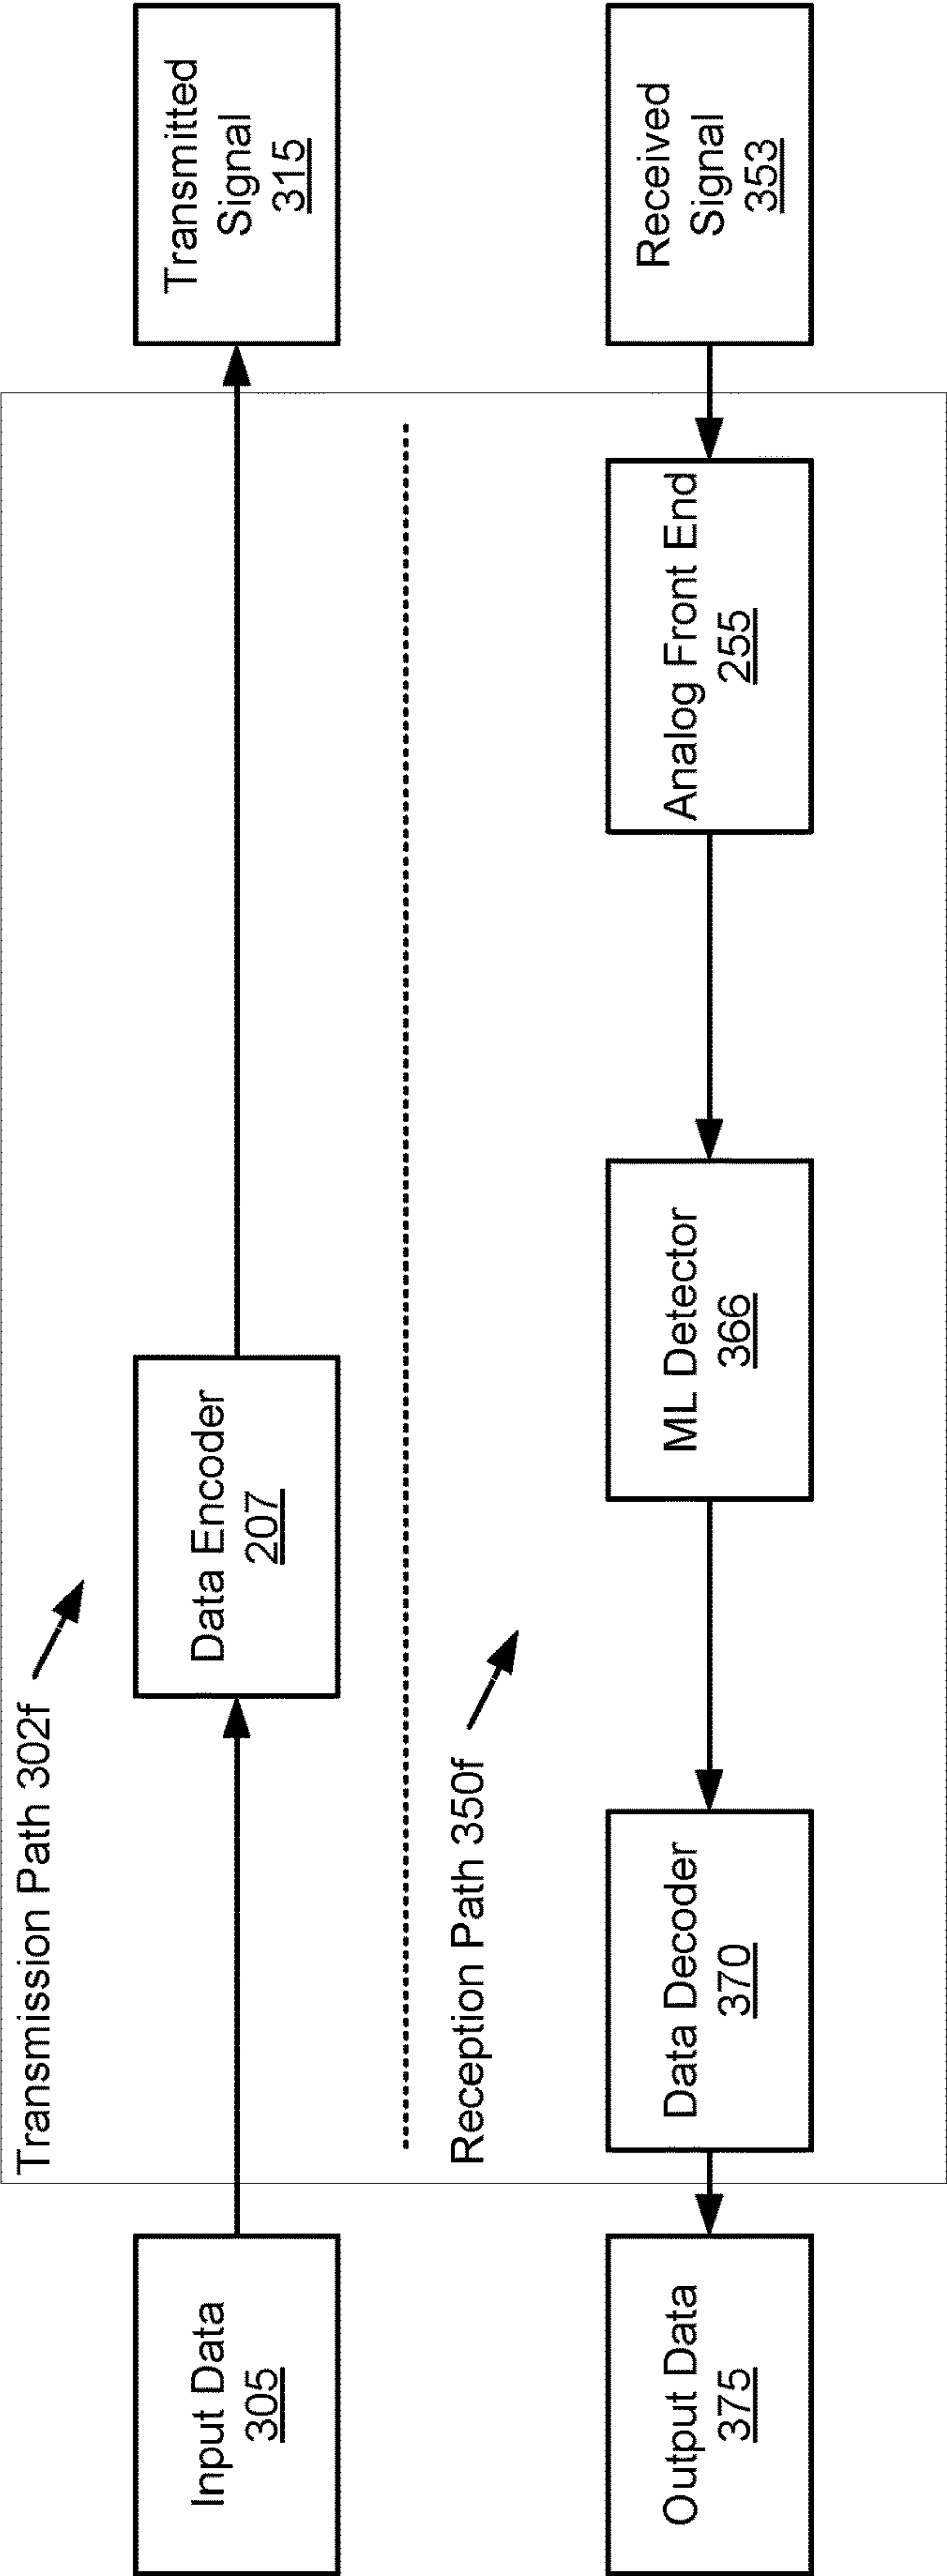 Transmission Path 302f
Input Data
305
Data Encoder
207
Transmitted
Signal
315
Reception Path 350f
Output Data
375
Data Decoder
370
ML Detector
366
Analog Front End
255
Received
Signal
353